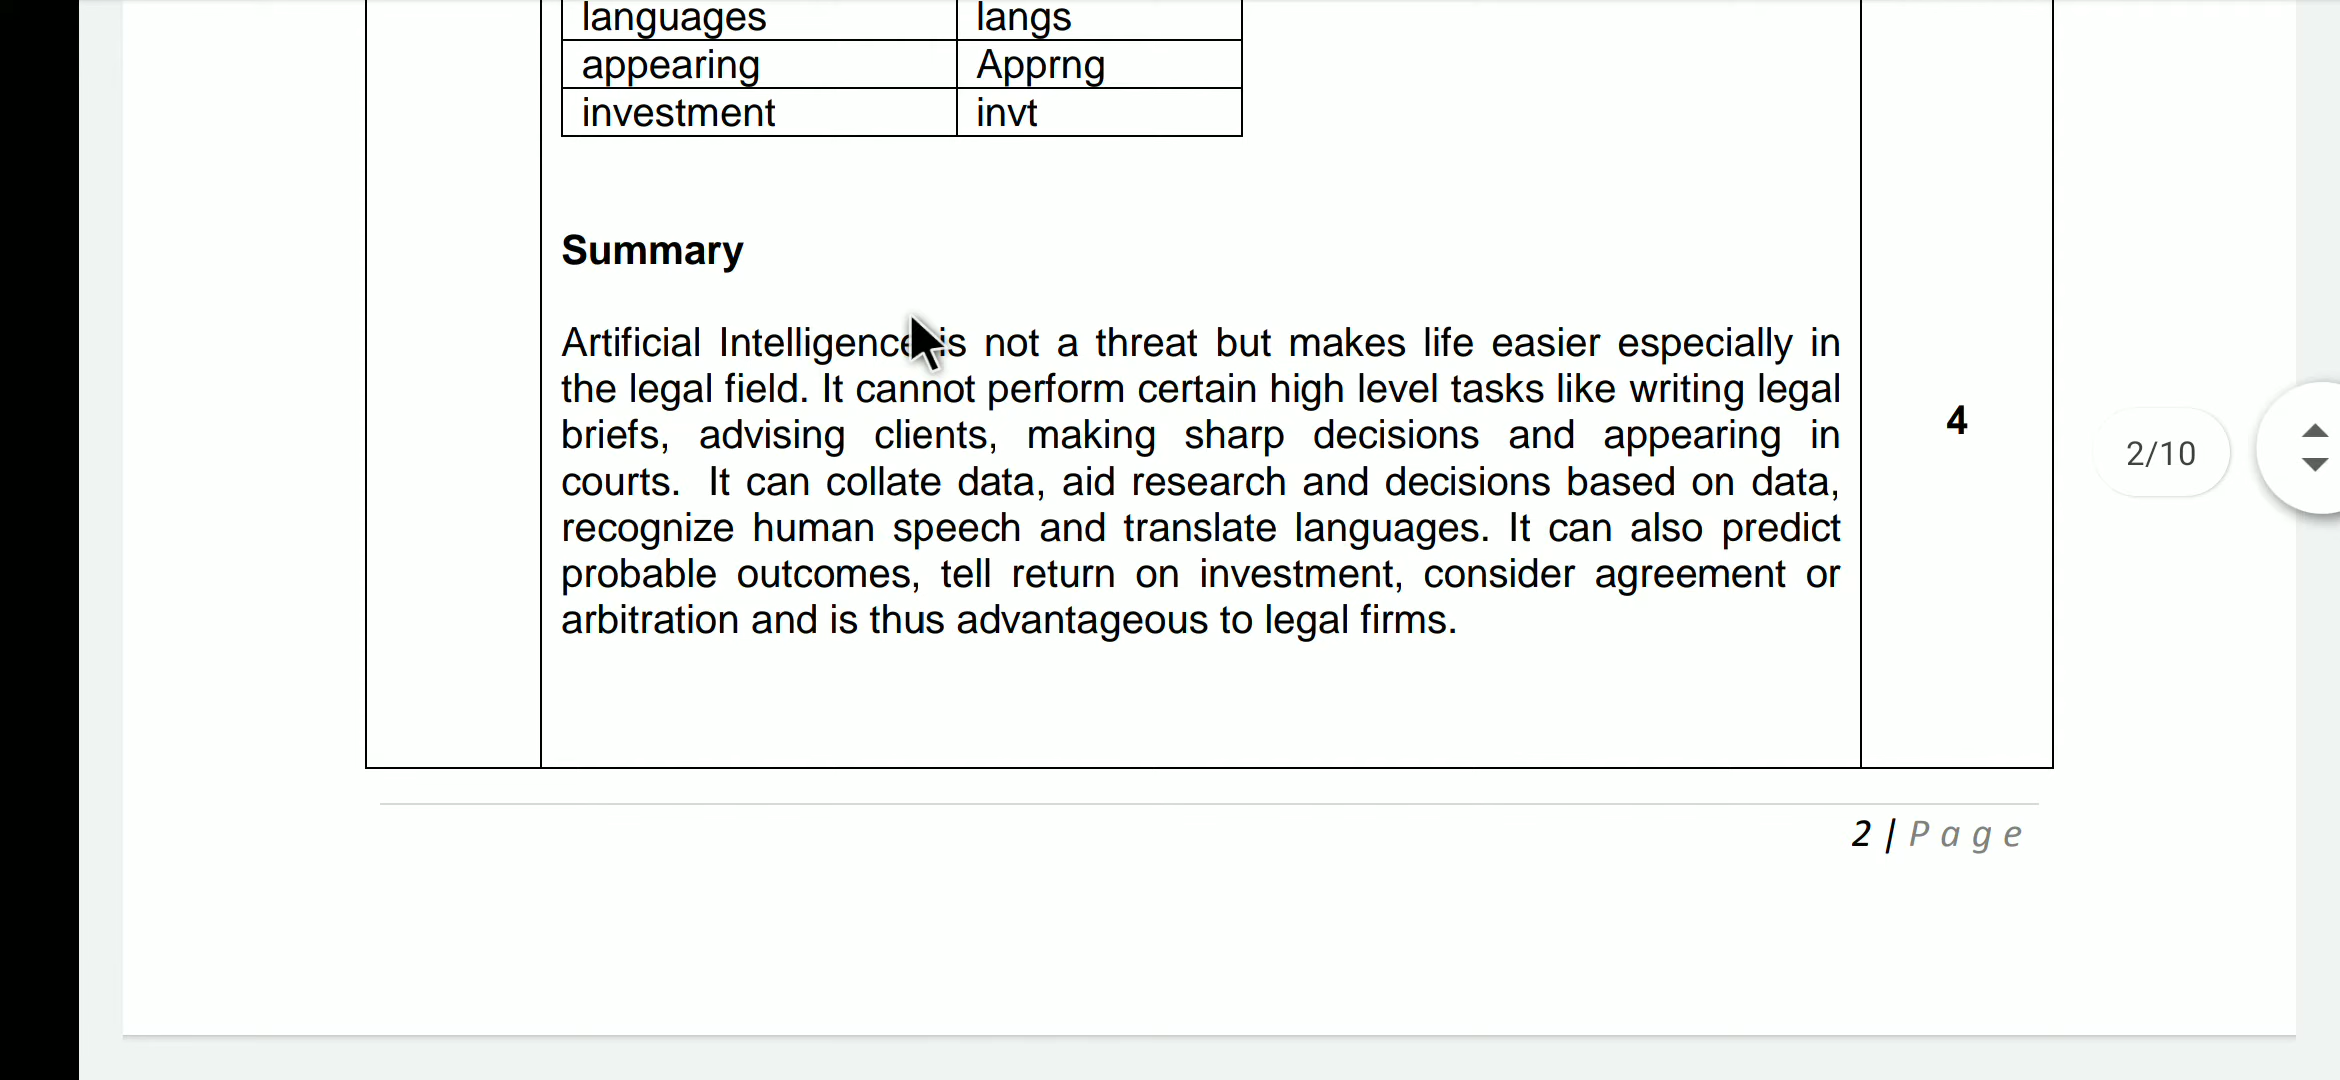 languages langs
appearing Apprng
investment invt
Summary
Artificial Intelligence is not a threat but makes life easier especially in
the legal field. It cannot perform certain high level tasks like writing legal
briefs, advising clients, making sharp decisions and appearing in
courts. It can collate data, aid research and decisions based on data,
recognize human speech and translate languages. It can also predict
probable outcomes, tell return on investment, consider agreement or
arbitration and is thus advantageous to legal firms.
4
2/10
2 | Page